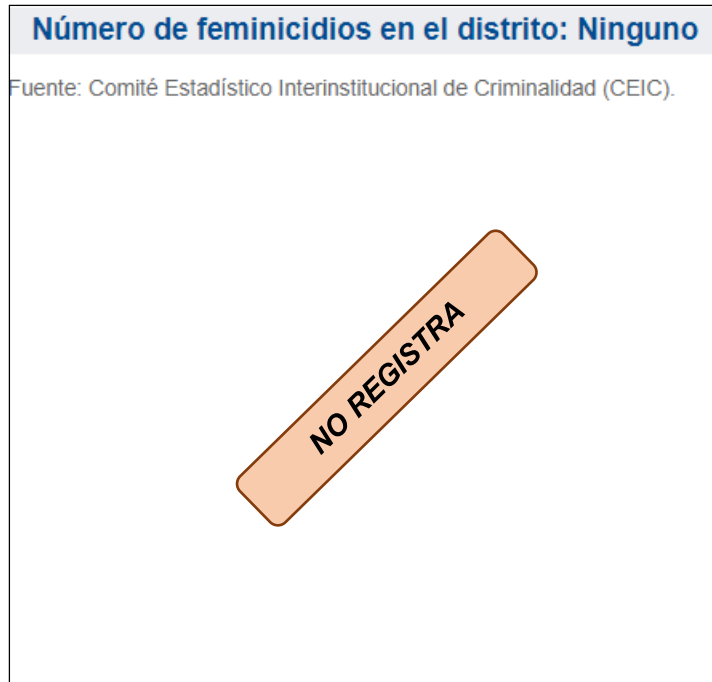 Número de feminicidios en el distrito: Ninguno
Fuente: Comité Estadístico Interinstitucional de Criminalidad (CEIC).
NO REGISTRA